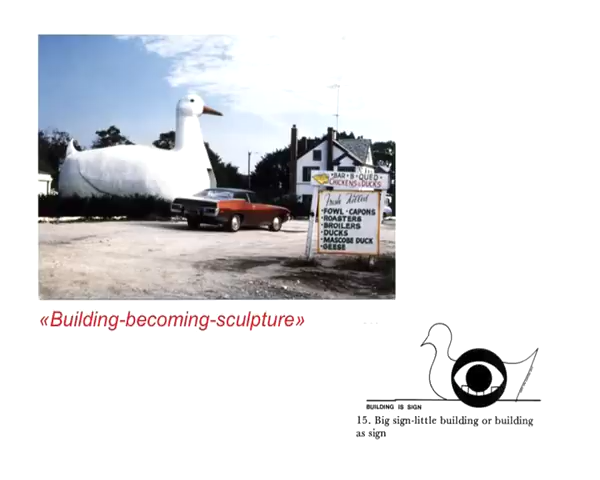 ·BAR·B·QUED·
CHICKENS & DUCKS
Fresh Killed
·FOWL·CAPONS
·ROASTERS
·BROILERS
·DUCKS
·MASCOBE DUCK
·GEESE
«Building-becoming-sculpture»
BUILDING IS SIGN
15. Big sign-little building or building
as sign